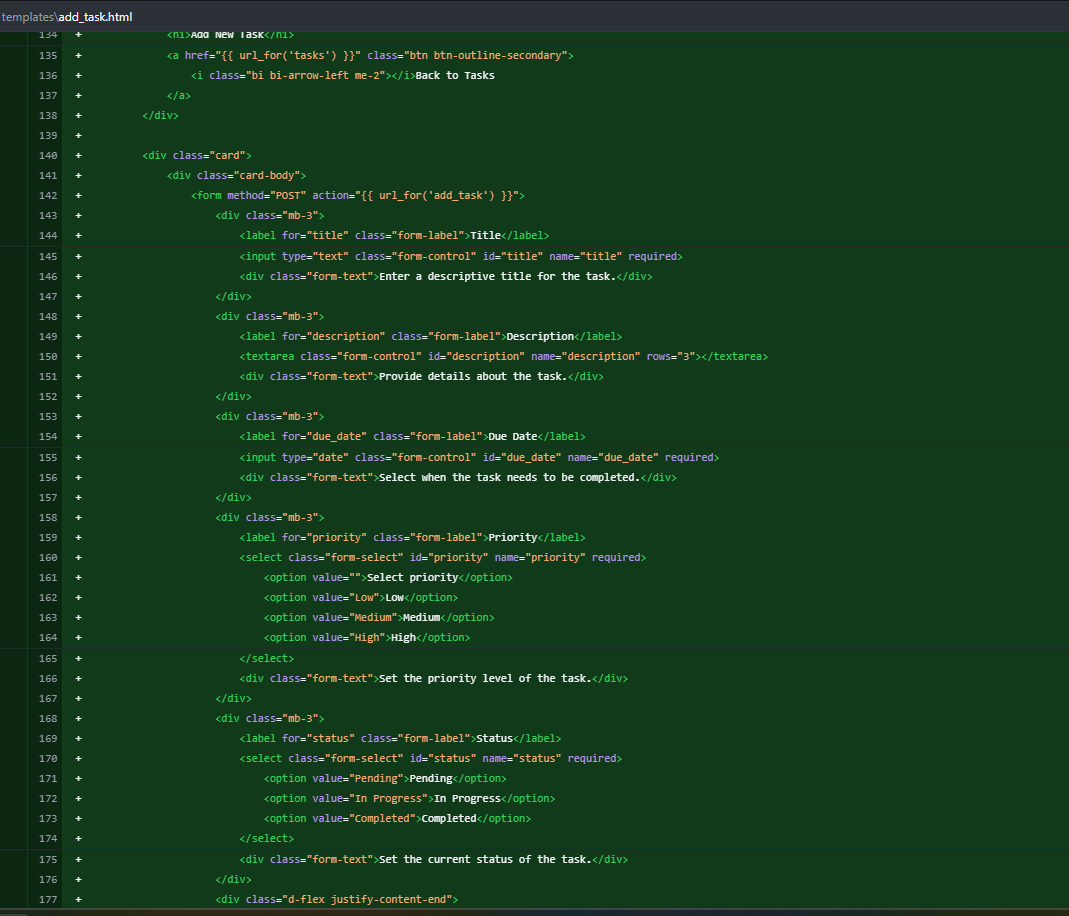 templates\add_task.html
134 + <h1>Add New Task</h1>
135 + <a href="{{ url_for('tasks') }}" class="btn btn-outline-secondary">
136 + <i class="bi bi-arrow-left me-2"></i>Back to Tasks
137 + </a>
138 + </div>
139 +
140 + <div class="card">
141 + <div class="card-body">
142 + <form method="POST" action="{{ url_for('add_task') }}">
143 + <div class="mb-3">
144 + <label for="title" class="form-label">Title</label>
145 + <input type="text" class="form-control" id="title" name="title" required>
146 + <div class="form-text">Enter a descriptive title for the task.</div>
147 + </div>
148 + <div class="mb-3">
149 + <label for="description" class="form-label">Description</label>
150 + <textarea class="form-control" id="description" name="description" rows="3"></textarea>
151 + <div class="form-text">Provide details about the task.</div>
152 + </div>
153 + <div class="mb-3">
154 + <label for="due_date" class="form-label">Due Date</label>
155 + <input type="date" class="form-control" id="due_date" name="due_date" required>
156 + <div class="form-text">Select when the task needs to be completed.</div>
157 + </div>
158 + <div class="mb-3">
159 + <label for="priority" class="form-label">Priority</label>
160 + <select class="form-select" id="priority" name="priority" required>
161 + <option value="">Select priority</option>
162 + <option value="Low">Low</option>
163 + <option value="Medium">Medium</option>
164 + <option value="High">High</option>
165 + </select>
166 + <div class="form-text">Set the priority level of the task.</div>
167 + </div>
168 + <div class="mb-3">
169 + <label for="status" class="form-label">Status</label>
170 + <select class="form-select" id="status" name="status" required>
171 + <option value="Pending">Pending</option>
172 + <option value="In Progress">In Progress</option>
173 + <option value="Completed">Completed</option>
174 + </select>
175 + <div class="form-text">Set the current status of the task.</div>
176 + </div>
177 + <div class="d-flex justify-content-end">